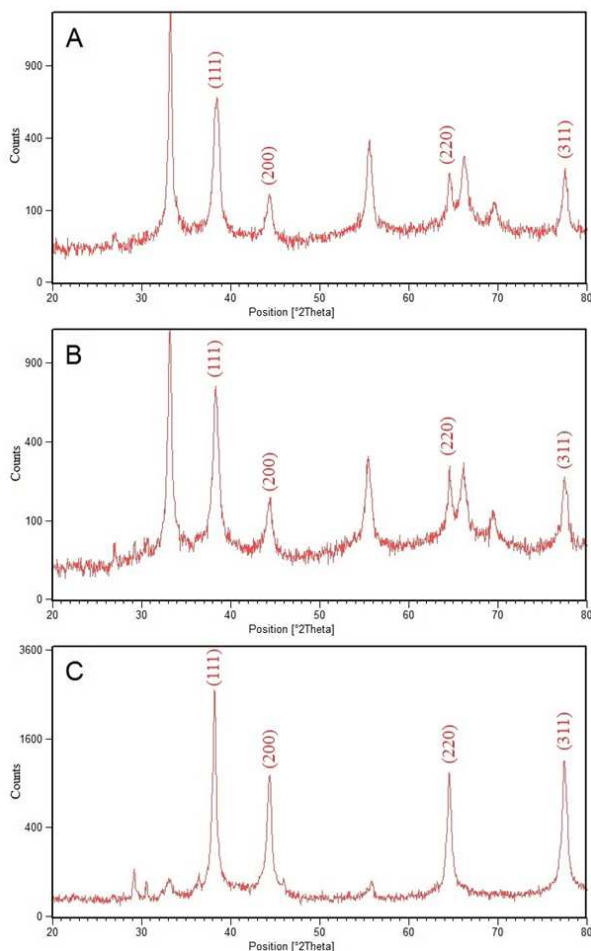 A
Counts
900
400
100
0
(111)
(200)
(220)
(311)
20 30 40 50 60 70 80
Position [°2Theta]
B
Counts
900
400
100
0
(111)
(200)
(220)
(311)
20 30 40 50 60 70 80
Position [°2Theta]
C
Counts
3600
1600
400
0
(111)
(200)
(220)
(311)
20 30 40 50 60 70 80
Position [°2Theta]